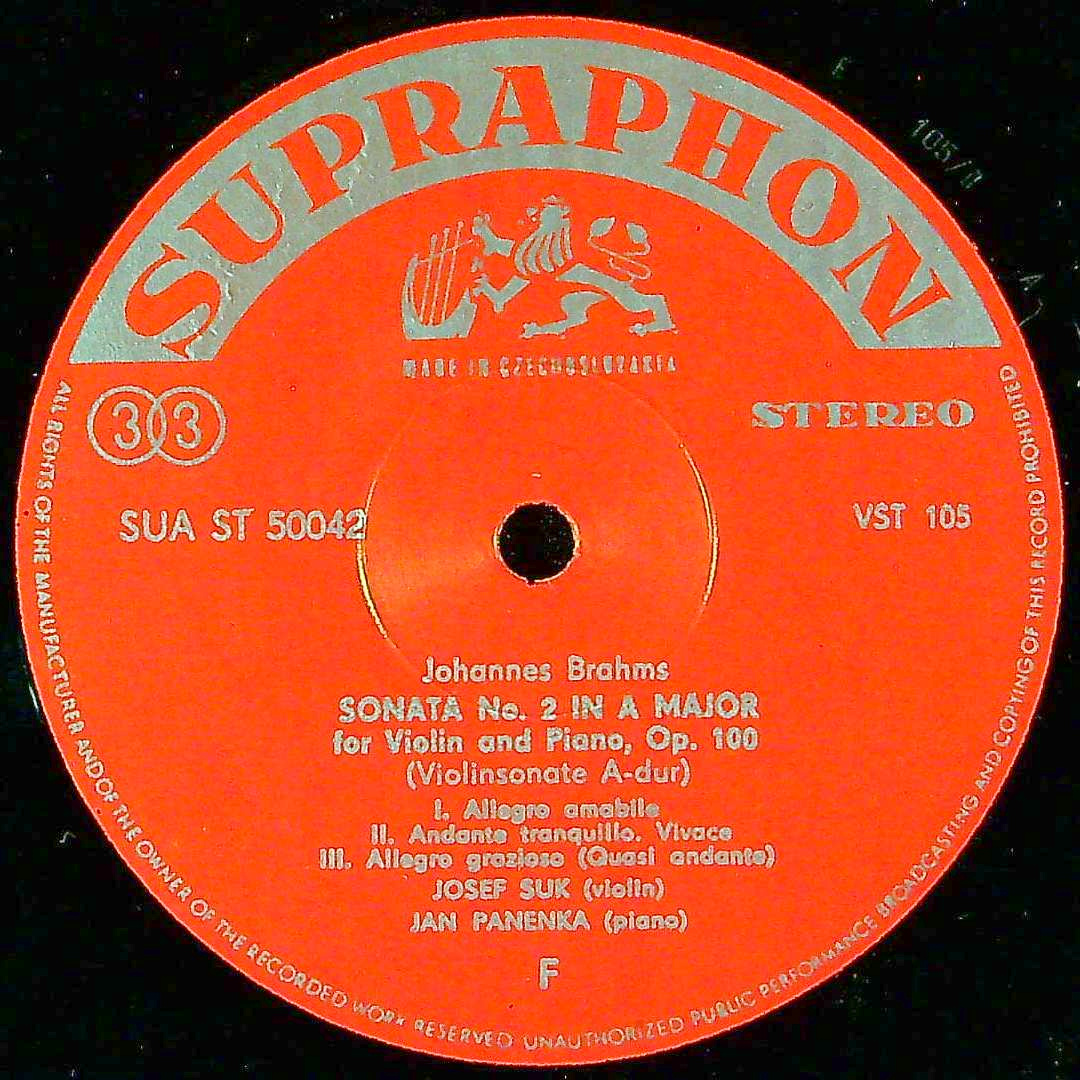 SUPRAPHON
MADE IN CZECHOSLOVAKIA
33
STEREO
SUA ST 50042
VST 105
Johannes Brahms
SONATA No. 2 IN A MAJOR
for Violin and Piano, Op. 100
(Violinsonate A-dur)
I. Allegro amabile
II. Andante tranquillo. Vivace
III. Allegro grazioso (Quasi andante)
JOSEF SUK (violin)
JAN PANENKA (piano)
F
ALL RIGHTS OF THE MANUFACTURER AND OF THE OWNER OF THE RECORDED WORK RESERVED UNAUTHORIZED PUBLIC PERFORMANCE BROADCASTING AND COPYING OF THIS RECORD PROHIBITED